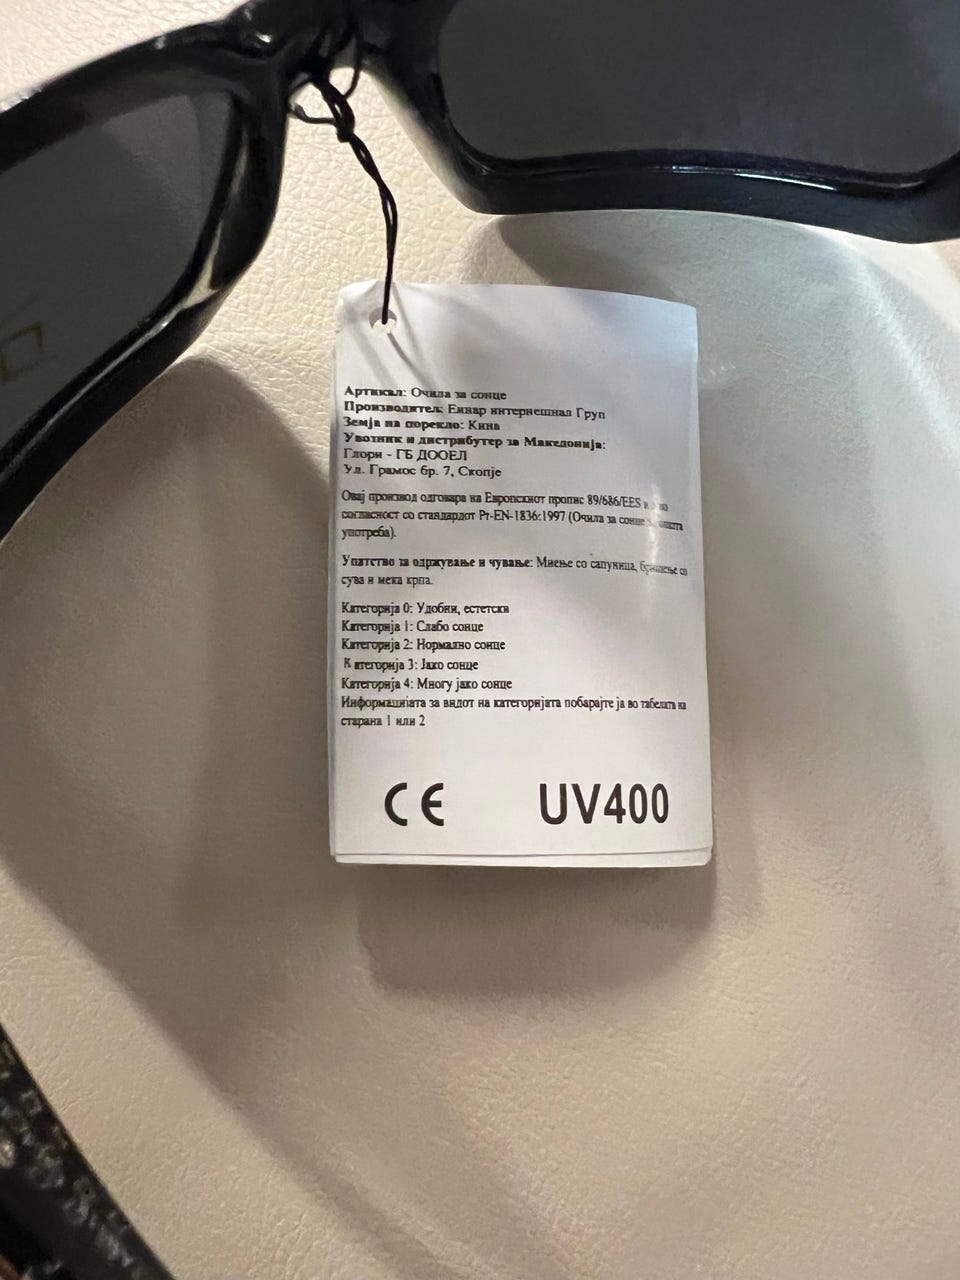 Артикал: Очила за сонце
Производител: Еинар интернешнал Груп
Земја на порекло: Кина
Увозник и дистрибутер за Македонија:
Глори - ГБ ДООЕЛ
Ул. Грамос бр. 7, Скопје
Овај производ одговара на Европскиот пропис 89/686/EES и
согласност со стандардот Рт-EN-1836:1997 (Очила за сонце
употреба).
Упатство за одржување и чување: Миење со сапуница, бришење со
сува и мека крпа.
Категорија 0: Удобни, естетски
Категорија 1: Слабо сонце
Категорија 2: Нормално сонце
Категорија 3: Јако сонце
Категорија 4: Многу јако сонце
Информацијата за видот на категоријата побарајте ја во табелата на
старана 1 или 2
CE UV400